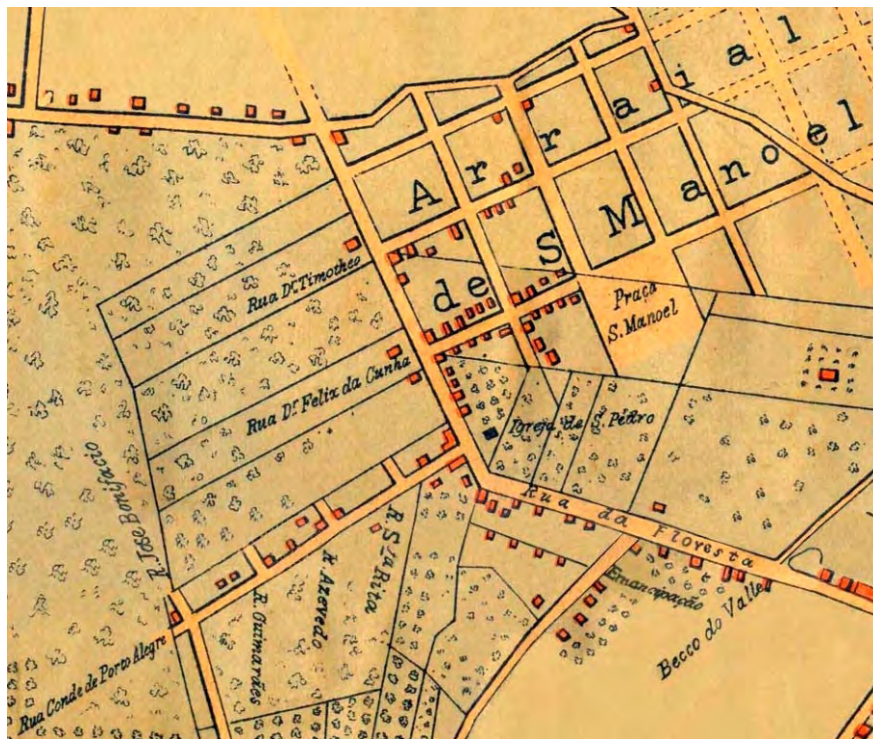 Arraial
de S. Manoel
Rua Dr. Timotheo
Praça
S. Manoel
Rua Dr. Felix da Cunha
Igreja de S. Pedro
R. José Bonifacio
Rua da Floresta
R. Sta Rita
R. Azevedo
R. Guimarães
Emancipação
Becco do Valle
Rua Conde de Porto Alegre